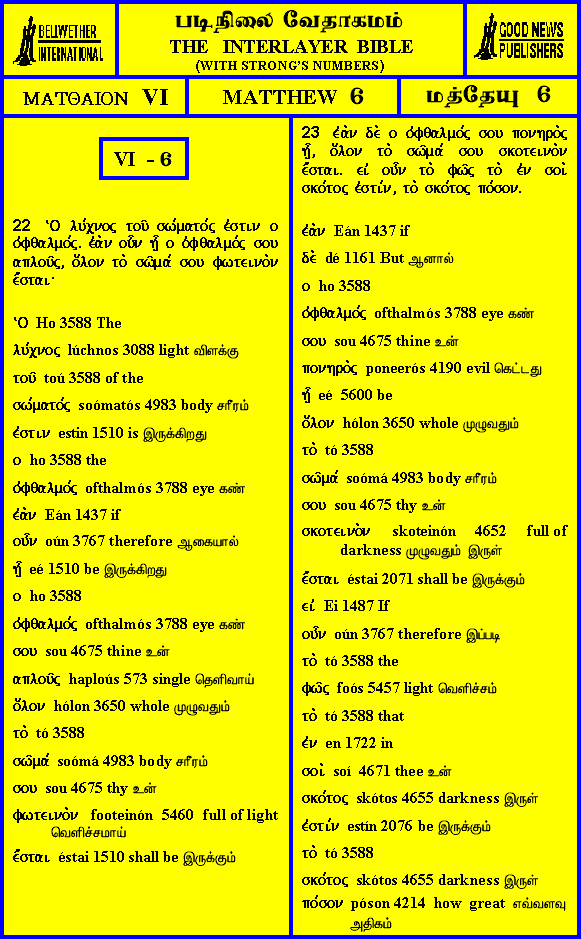 BELLWETHER
INTERNATIONAL
படிநிலை வேதாகமம்
THE INTERLAYER BIBLE
(WITH STRONG'S NUMBERS)
GOOD NEWS
PUBLISHERS
ΜΑΤΘΑΙΟΝ VI
MATTHEW 6
மத்தேயு 6
VI - 6
22 Ὁ λύχνος τοῦ σώματός ἐστιν ο
ὀφθαλμός. ἐὰν οὖν ᾖ ο ὀφθαλμός σου
απλοῦς, ὅλον τὸ σῶμά σου φωτεινὸν
ἔσται·
Ὁ Ho 3588 The
λύχνος lúchnos 3088 light விளக்கு
τοῦ toú 3588 of the
σώματός soómatós 4983 body சரீரம்
ἐστιν estin 1510 is இருக்கிறது
ο ho 3588 the
ὀφθαλμός ofthalmós 3788 eye கண்
ἐὰν Eán 1437 if
οὖν oún 3767 therefore ஆகையால்
ᾖ eé 1510 be இருக்கிறது
ο ho 3588
ὀφθαλμός ofthalmós 3788 eye கண்
σου sou 4675 thine உன்
απλοῦς haploús 573 single தெளிவாய்
ὅλον hólon 3650 whole முழுவதும்
τὸ tó 3588
σῶμά soómá 4983 body சரீரம்
σου sou 4675 thy உன்
φωτεινὸν footeinón 5460 full of light
வெளிச்சமாய்
ἔσται éstai 1510 shall be இருக்கும்
23 ἐὰν δὲ ο ὀφθαλμός σου πονηρὸς
ᾖ, ὅλον τὸ σῶμά σου σκοτεινὸν
ἔσται. εἰ οὖν τὸ φῶς τὸ ἐν σοὶ
σκότος ἐστίν, τὸ σκότος πόσον.
ἐὰν Eán 1437 if
δὲ dé 1161 But ஆனால்
ο ho 3588
ὀφθαλμός ofthalmós 3788 eye கண்
σου sou 4675 thine உன்
πονηρὸς poneerós 4190 evil கெட்டது
ᾖ eé 5600 be
ὅλον hólon 3650 whole முழுவதும்
τὸ tó 3588
σῶμά soómá 4983 body சரீரம்
σου sou 4675 thy உன்
σκοτεινὸν skoteinón 4652 full of
darkness முழுவதும் இருள்
ἔσται éstai 2071 shall be இருக்கும்
εἰ Ei 1487 If
οὖν oún 3767 therefore இப்படி
τὸ tó 3588 the
φῶς foós 5457 light வெளிச்சம்
τὸ tó 3588 that
ἐν en 1722 in
σοὶ soí 4671 thee உன்
σκότος skótos 4655 darkness இருள்
ἐστίν estín 2076 be இருக்கும்
τὸ tó 3588
σκότος skótos 4655 darkness இருள்
πόσον póson 4214 how great எவ்வளவு
அதிகம்